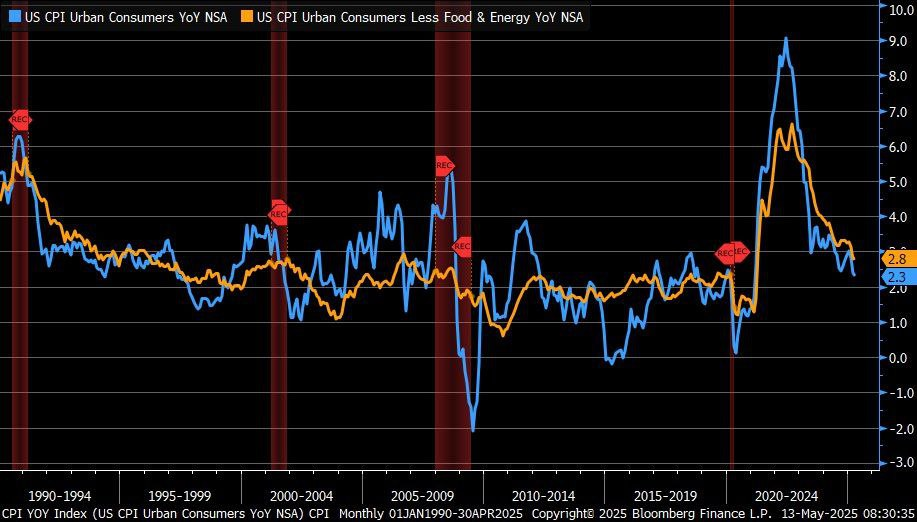 US CPI Urban Consumers YoY NSA US CPI Urban Consumers Less Food & Energy YoY NSA
10.0
9.0
8.0
7.0
REC
6.0
REC
5.0
REC
4.0
REC
REC REC
2.8
2.3
2.0
1.0
0.0
-1.0
-2.0
-3.0
1990-1994 1995-1999 2000-2004 2005-2009 2010-2014 2015-2019 2020-2024
CPI YOY Index (US CPI Urban Consumers YoY NSA) CPI Monthly 01JAN1990-30APR2025 Copyright© 2025 Bloomberg Finance L.P. 13-May-2025 08:30:35